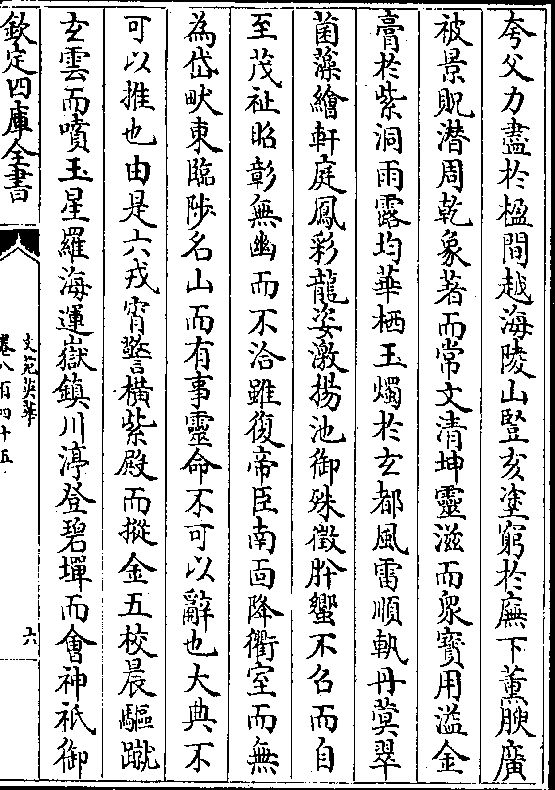 夸父力盡於楹間越海陵山豎亥塗窮於廡下薫腴廣
被景貺潜周乾象著而常文清坤靈滋而衆寳用溢金
膏於紫洞雨露均華栖玉燭於玄都風雷順軌丹蓂翠
菌藻繪軒庭鳳彩龍姿激揚池御殊徵肸蠁不召而自
至茂祉昭彰無幽而不洽雖復帝臣南面降衢室而無
為岱畎東臨陟名山而有事靈命不可以辭也大典不
可以推也由是六戎宵警橫紫殿而摐金五校晨驅蹴
玄雲而噴玉星羅海運嶽鎮川渟登碧墠而會神祇御
欽定四庫全書
文苑英華
卷八百四十五
六